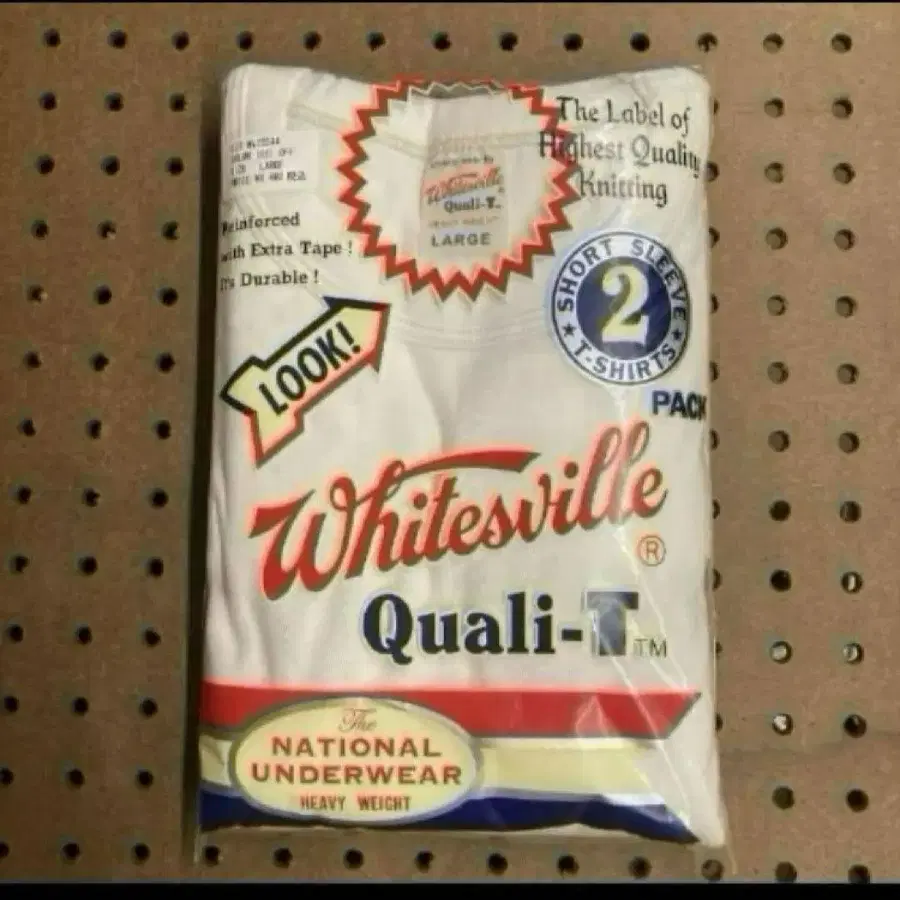 The Label of
Highest Quality
Knitting
Whitesville
Quali-T
LARGE
LARGE
Reinforced
with Extra Tape !
It's Durable !
SHORT SLEEVE
2
T-SHIRTS
PACK
LOOK!
Whitesville ®
Quali-T TM
The
NATIONAL
UNDERWEAR
HEAVY WEIGHT